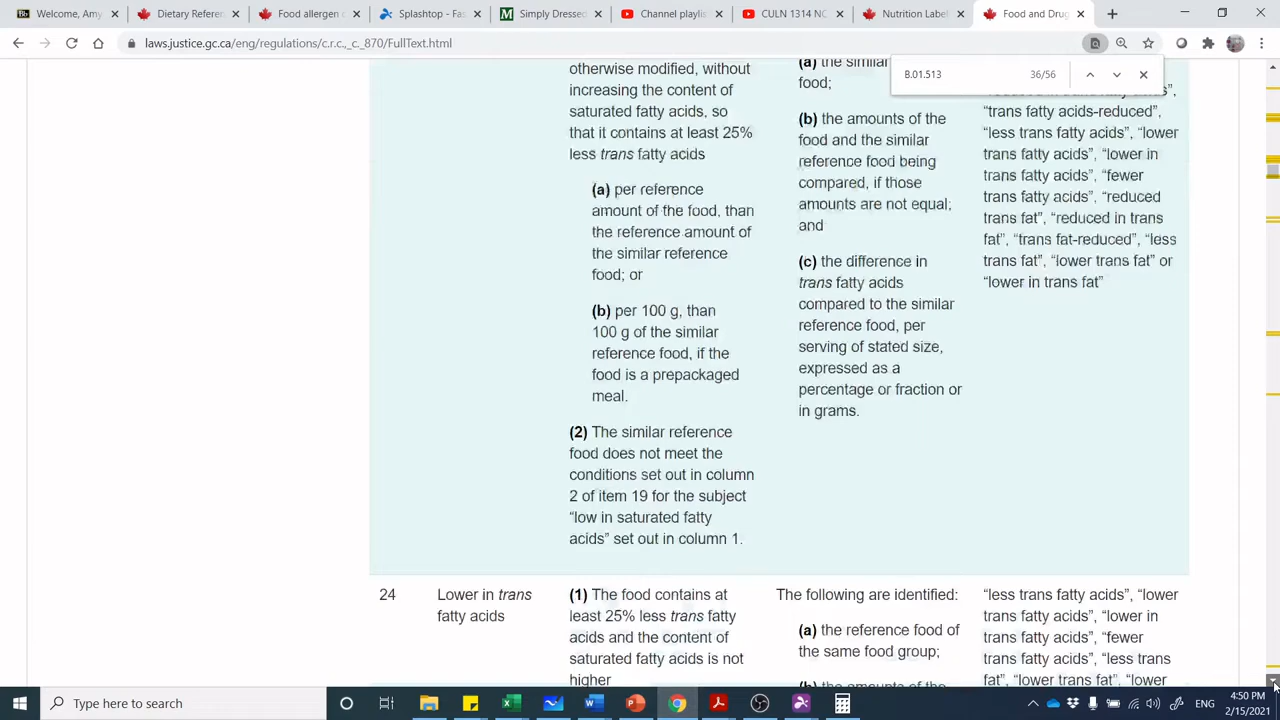 Welcome, Amy
Dietary Referen
Food allergen c
Splashtop - Fas
Simply Dressed
Channel playlis
CULN 1314 NC
Nutrition Label
Food and Drug
laws.justice.gc.ca/eng/regulations/c.r.c.,_c._870/FullText.html
B.01.513
36/56
otherwise modified, without
increasing the content of
saturated fatty acids, so
that it contains at least 25%
less trans fatty acids
(a) per reference
amount of the food, than
the reference amount of
the similar reference
food; or
(b) per 100 g, than
100 g of the similar
reference food, if the
food is a prepackaged
meal.
(2) The similar reference
food does not meet the
conditions set out in column
2 of item 19 for the subject
“low in saturated fatty
acids” set out in column 1.
(a) the similar
food;
(b) the amounts of the
food and the similar
reference food being
compared, if those
amounts are not equal;
and
(c) the difference in
trans fatty acids
compared to the similar
reference food, per
serving of stated size,
expressed as a
percentage or fraction or
in grams.
“trans fatty acids-reduced”,
“less trans fatty acids”, “lower
trans fatty acids”, “lower in
trans fatty acids”, “fewer
trans fatty acids”, “reduced
trans fat”, “reduced in trans
fat”, “trans fat-reduced”, “less
trans fat”, “lower trans fat” or
“lower in trans fat”
24
Lower in trans
fatty acids
(1) The food contains at
least 25% less trans fatty
acids and the content of
saturated fatty acids is not
higher
The following are identified:
(a) the reference food of
the same food group;
(b) the amounts of the
“less trans fatty acids”, “lower
trans fatty acids”, “lower in
trans fatty acids”, “fewer
trans fatty acids”, “less trans
fat”, “lower trans fat”, “lower
Type here to search
ENG
4:50 PM
2/15/2021